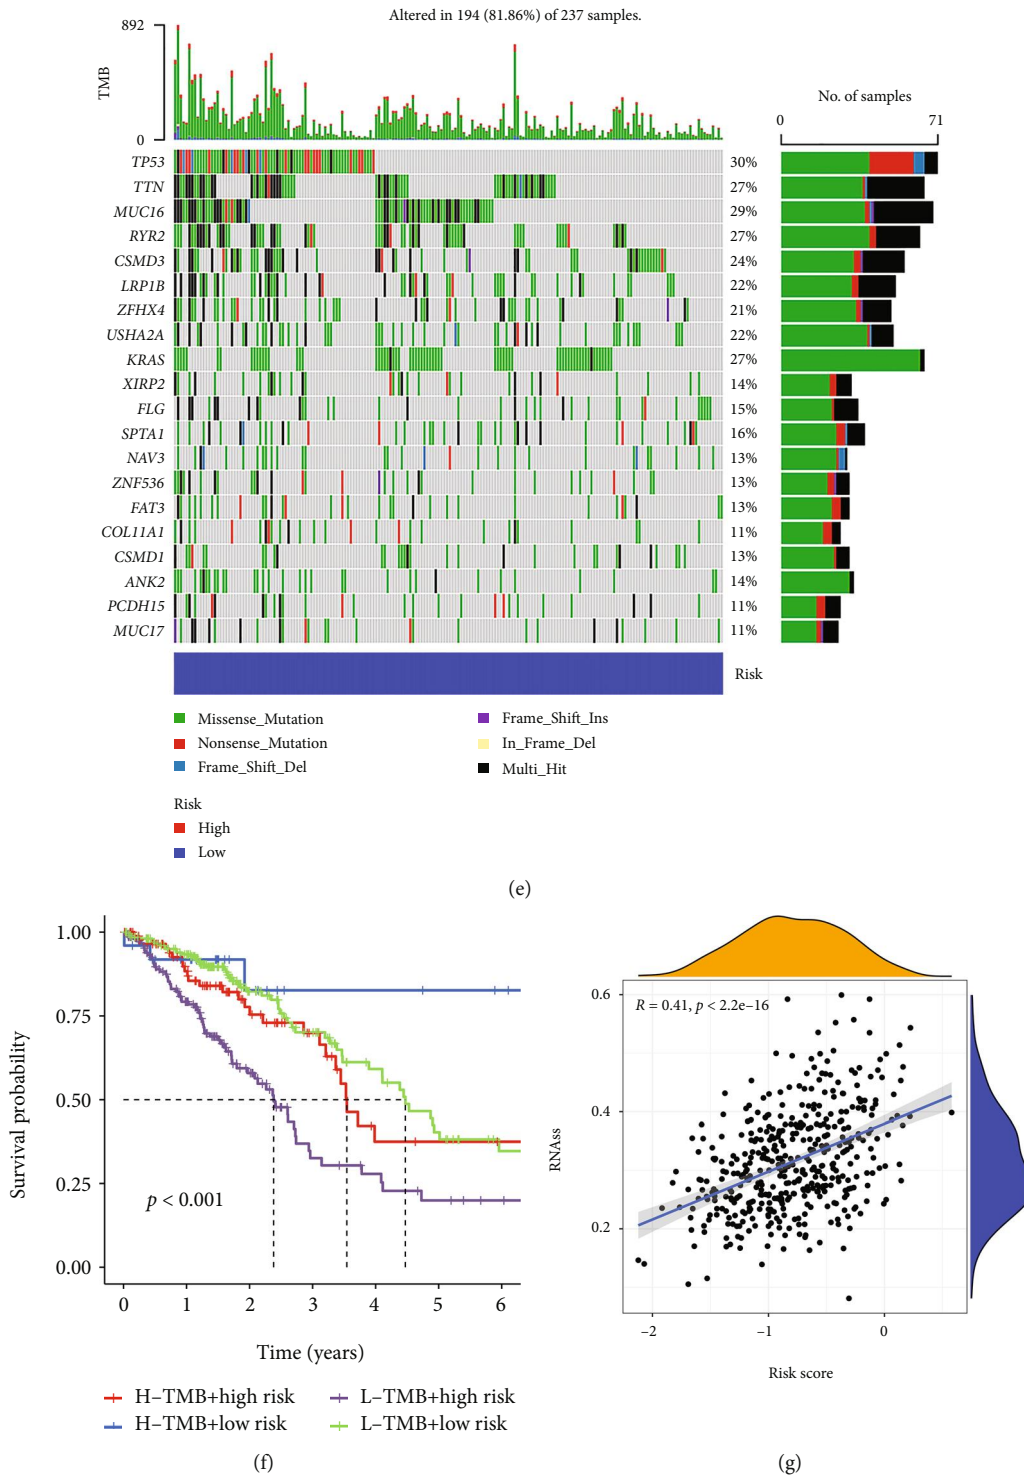 Altered in 194 (81.86%) of 237 samples.
892
TMB
0
No. of samples
0 71
TP53 30%
TTN 27%
MUC16 29%
RYR2 27%
CSMD3 24%
LRP1B 22%
ZFHX4 21%
USHA2A 22%
KRAS 27%
XIRP2 14%
FLG 15%
SPTA1 16%
NAV3 13%
ZNF536 13%
FAT3 13%
COL11A1 11%
CSMD1 13%
ANK2 14%
PCDH15 11%
MUC17 11%
Risk
Missense_Mutation
Nonsense_Mutation
Frame_Shift_Del
Frame_Shift_Ins
In_Frame_Del
Multi_Hit
Risk
High
Low
(e)
Survival probability
1.00
0.75
0.50
0.25
0.00
p < 0.001
0 1 2 3 4 5 6
Time (years)
H–TMB+high risk
H–TMB+low risk
L–TMB+high risk
L–TMB+low risk
(f)
R = 0.41, p < 2.2e–16
RNAss
0.6
0.4
0.2
–2 –1 0
Risk score
(g)